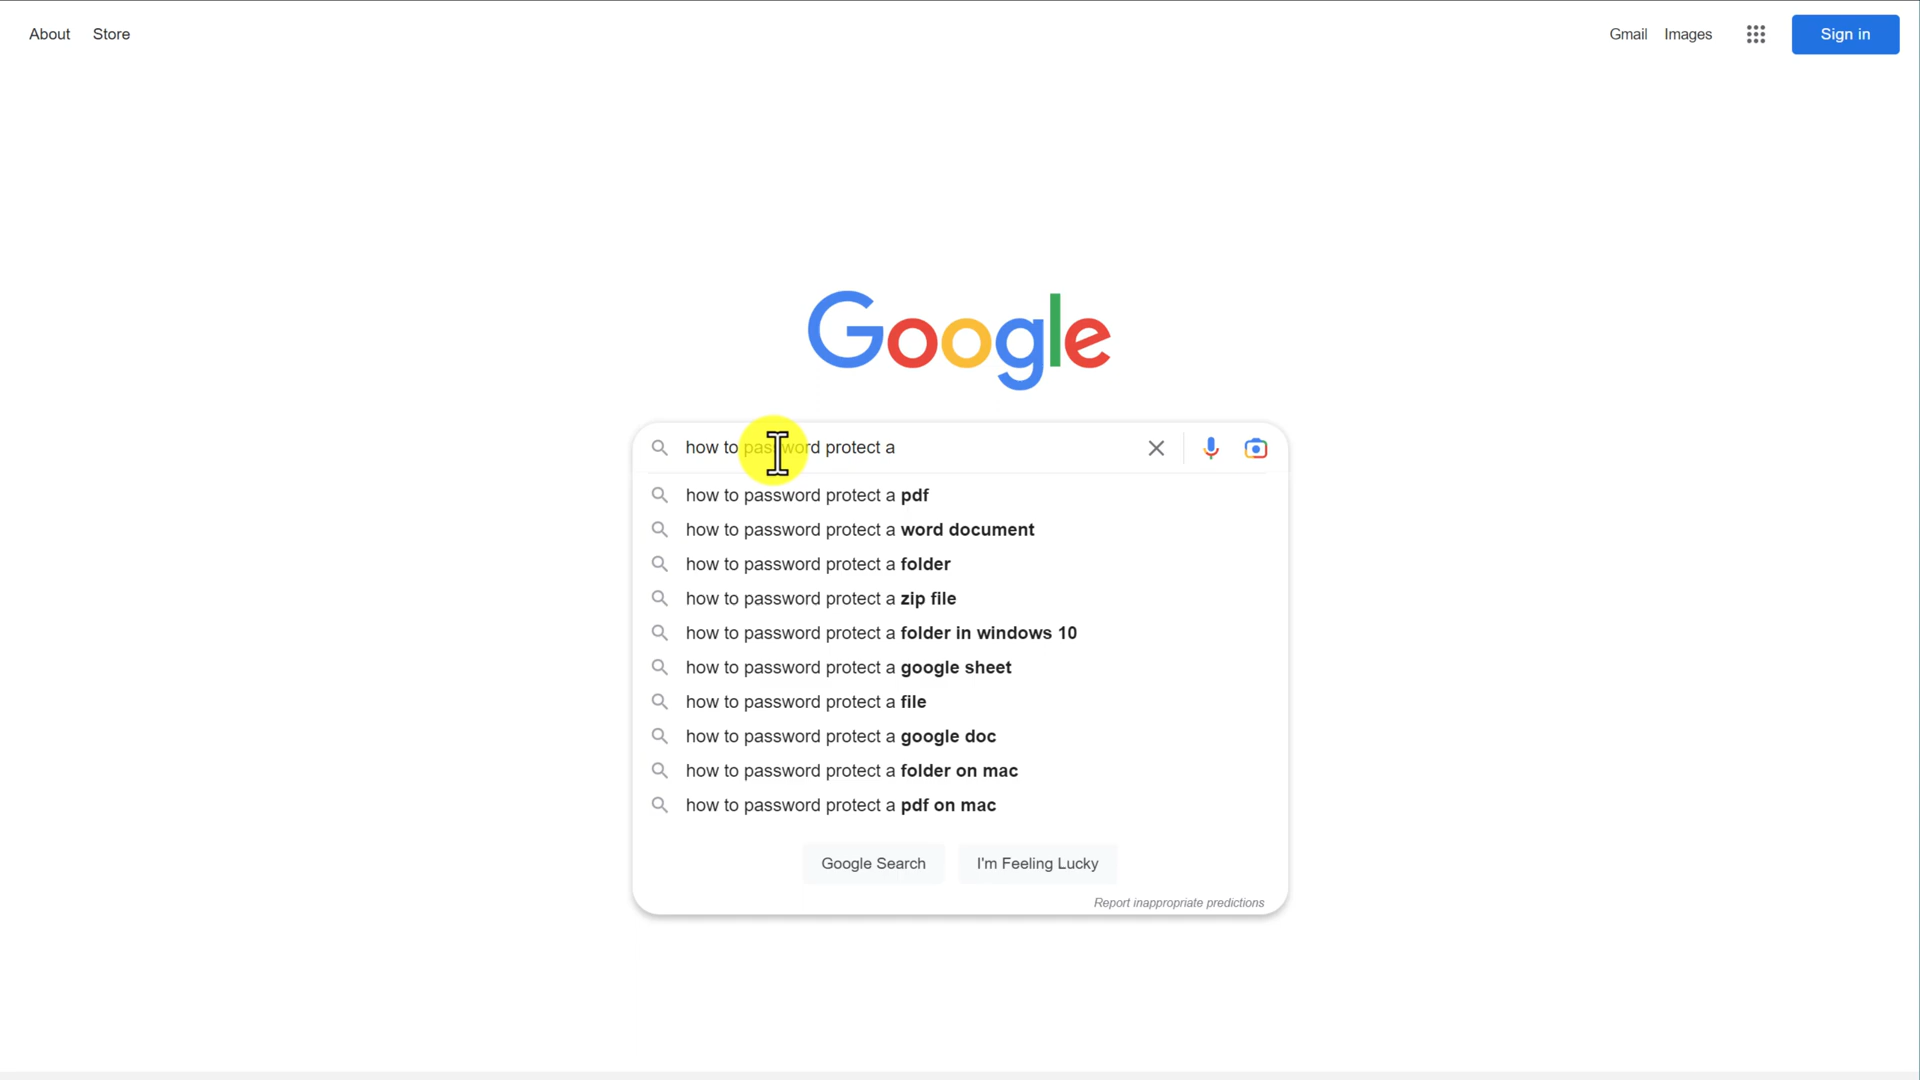 About Store Gmail Images Sign in
Google
how to password protect a
how to password protect a pdf
how to password protect a word document
how to password protect a folder
how to password protect a zip file
how to password protect a folder in windows 10
how to password protect a google sheet
how to password protect a file
how to password protect a google doc
how to password protect a folder on mac
how to password protect a pdf on mac
Google Search I'm Feeling Lucky
Report inappropriate predictions